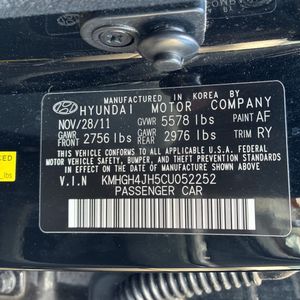 MANUFACTURED IN KOREA BY
HYUNDAI MOTOR COMPANY
NOV/28/11 GVWR 5578 lbs PAINT AF
GAWR FRONT 2756 lbs GAWR REAR 2976 lbs TRIM RY
THIS VEHICLE CONFORMS TO ALL APPLICABLE U.S. FEDERAL
MOTOR VEHICLE SAFETY, BUMPER, AND THEFT PREVENTION
STANDARDS IN EFFECT ON THE DATE OF MANUFACTURE SHOWN ABOVE.
V.I.N KMHGH4JH5CU052252
PASSENGER CAR
lbs